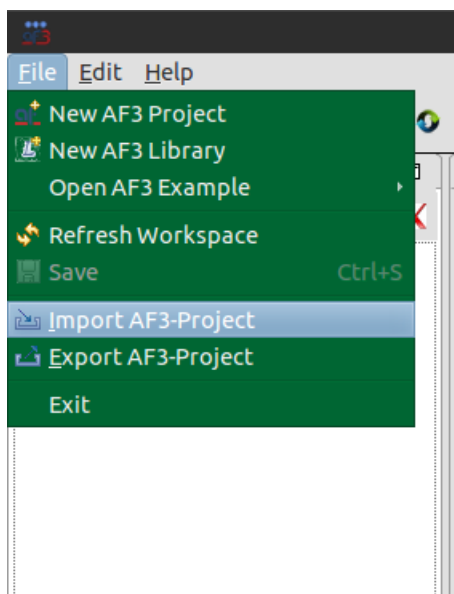 af3
File Edit Help
New AF3 Project
New AF3 Library
Open AF3 Example
Refresh Workspace
Save Ctrl+S
Import AF3-Project
Export AF3-Project
Exit